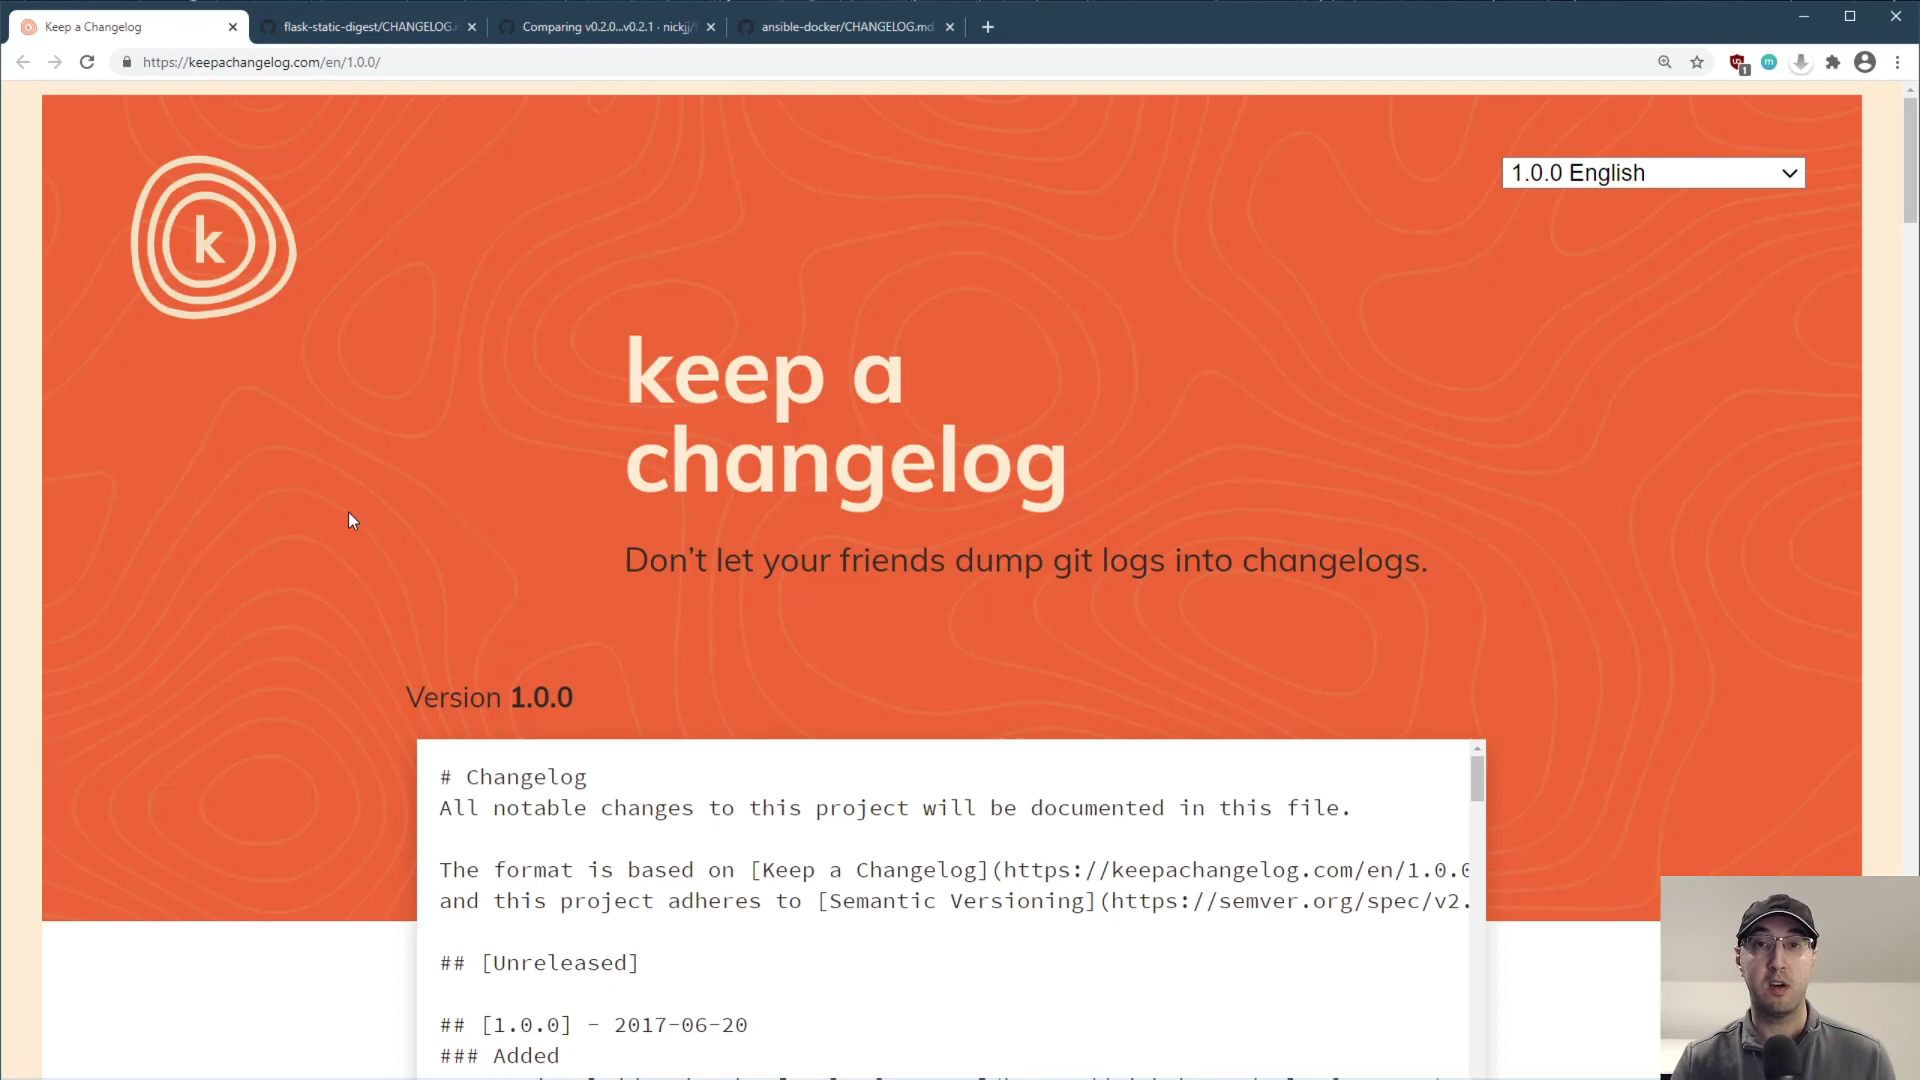 Keep a Changelog
flask-static-digest/CHANGELOG.
Comparing v0.2.0...v0.2.1 · nickjj/
ansible-docker/CHANGELOG.md
https://keepachangelog.com/en/1.0.0/
1
m
k
1.0.0 English
keep a
changelog
Don't let your friends dump git logs into changelogs.
Version 1.0.0
# Changelog
All notable changes to this project will be documented in this file.
The format is based on [Keep a Changelog](https://keepachangelog.com/en/1.0.0
and this project adheres to [Semantic Versioning](https://semver.org/spec/v2.
## [Unreleased]
## [1.0.0] - 2017-06-20
### Added